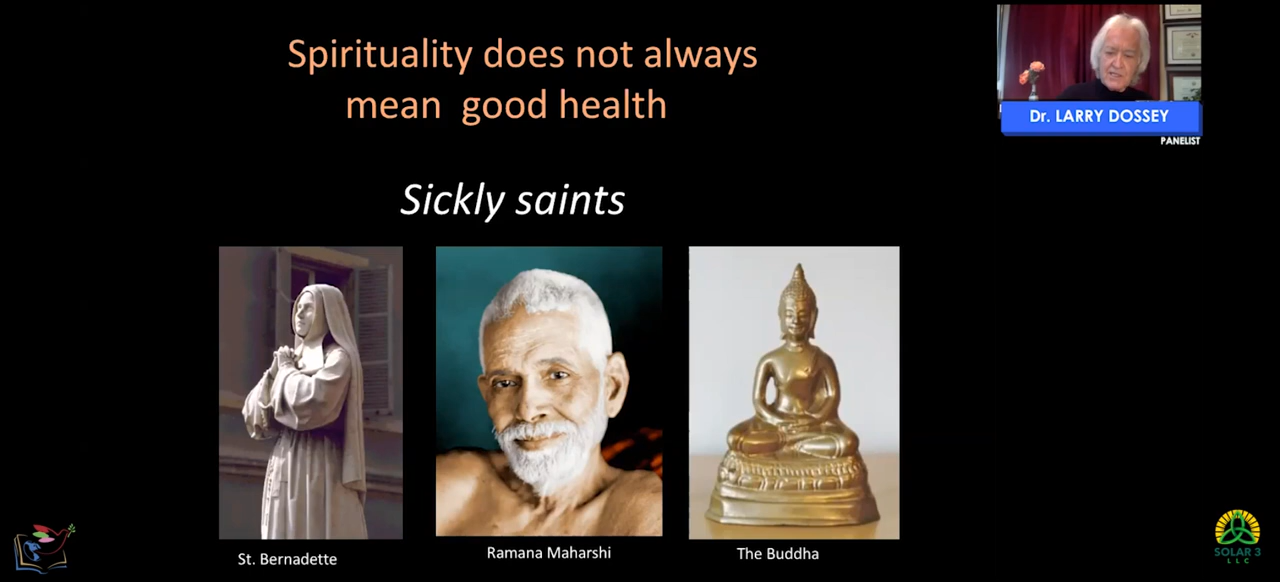 Spirituality does not always
mean good health
Dr. LARRY DOSSEY
PANELIST
Sickly saints
St. Bernadette
Ramana Maharshi
The Buddha
SOLAR 3
LLC